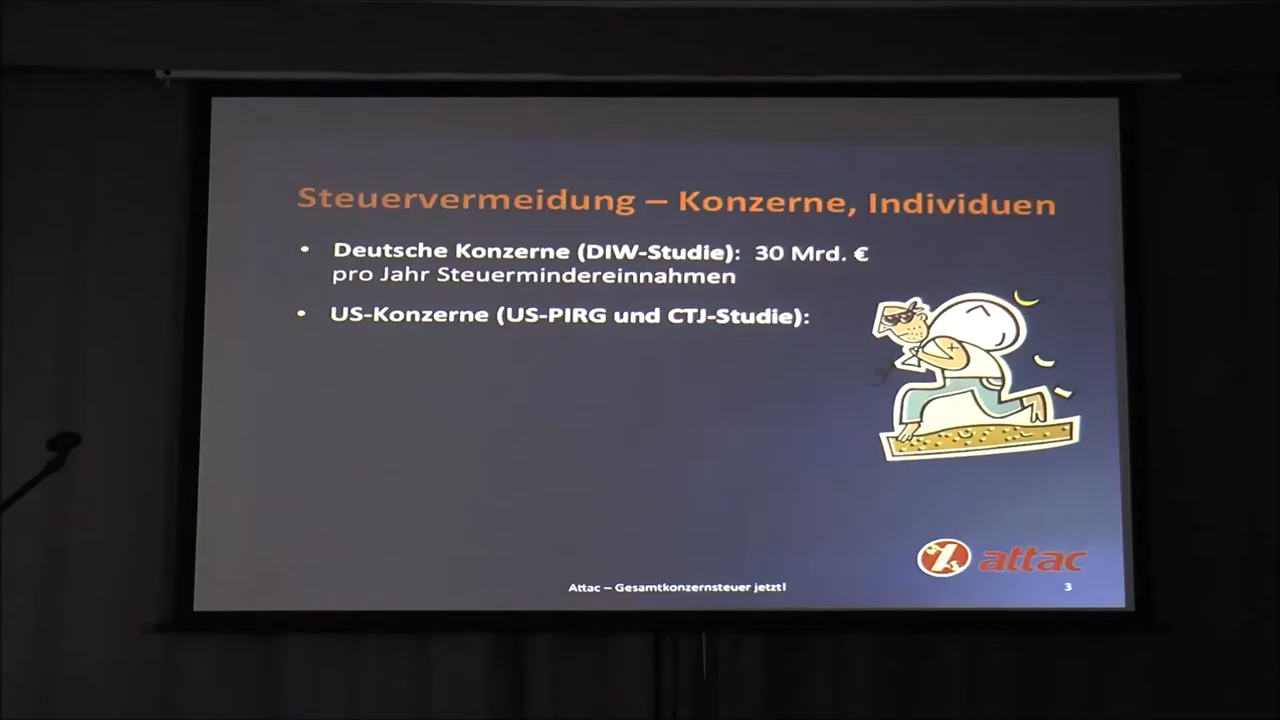 Steuervermeidung – Konzerne, Individuen
• Deutsche Konzerne (DIW-Studie): 30 Mrd. €
pro Jahr Steuermindereinnahmen
• US-Konzerne (US-PIRG und CTJ-Studie):
attac
Attac – Gesamtkonzernsteuer jetzt!
3